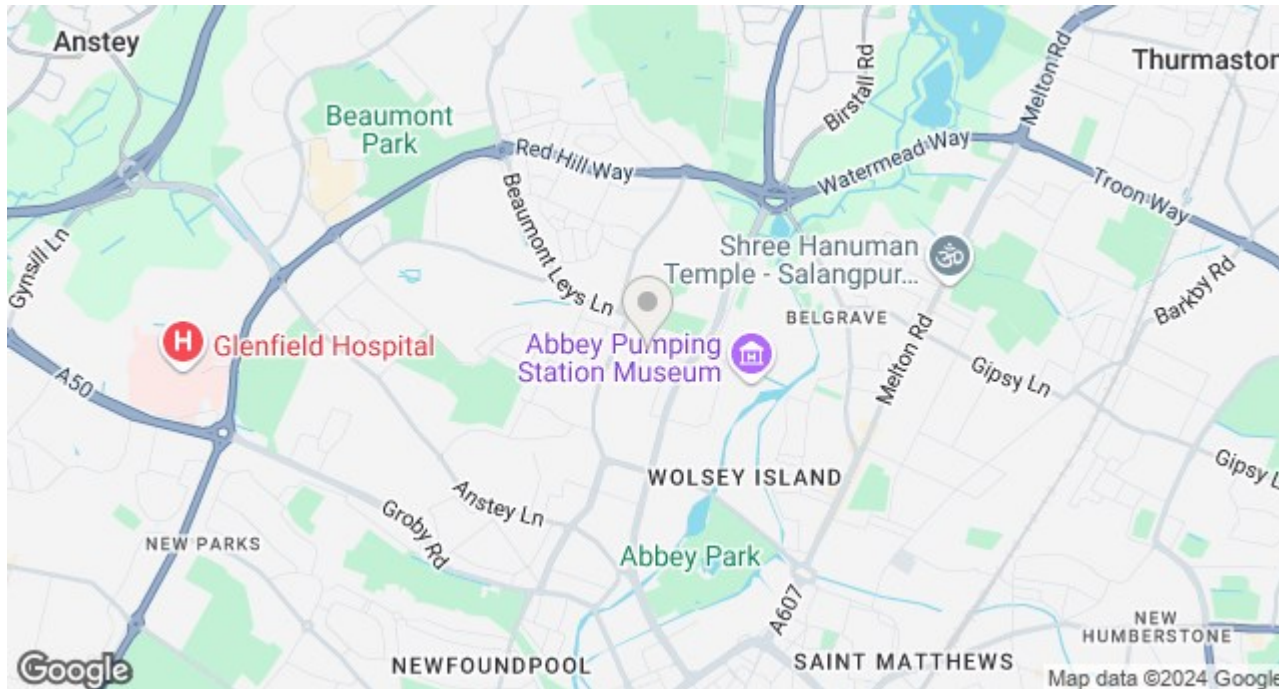 Anstey
Thurmaston
Melton Rd
Birstall Rd
Beaumont
Park
Red Hill Way
Watermead Way
Troon Way
Beaumont Leys Ln
Gynsill Ln
Shree Hanuman
Temple - Salangpur...
Barkby Rd
BELGRAVE
H
Glenfield Hospital
Abbey Pumping
Station Museum
Melton Rd
Gipsy Ln
A50
WOLSEY ISLAND
Gipsy L
Anstey Ln
Groby Rd
NEW PARKS
Abbey Park
A607
NEW
HUMBERSTONE
NEWFOUNDPOOL
SAINT MATTHEWS
Google
Map data ©2024 Google